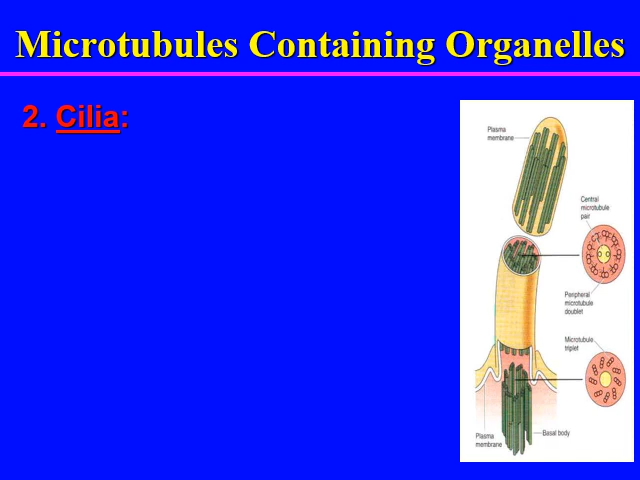 Microtubules Containing Organelles
2. Cilia:
Plasma
membrane
Central
microtubule
pair
Peripheral
microtubule
doublet
Microtubule
triplet
Plasma
membrane
Basal body